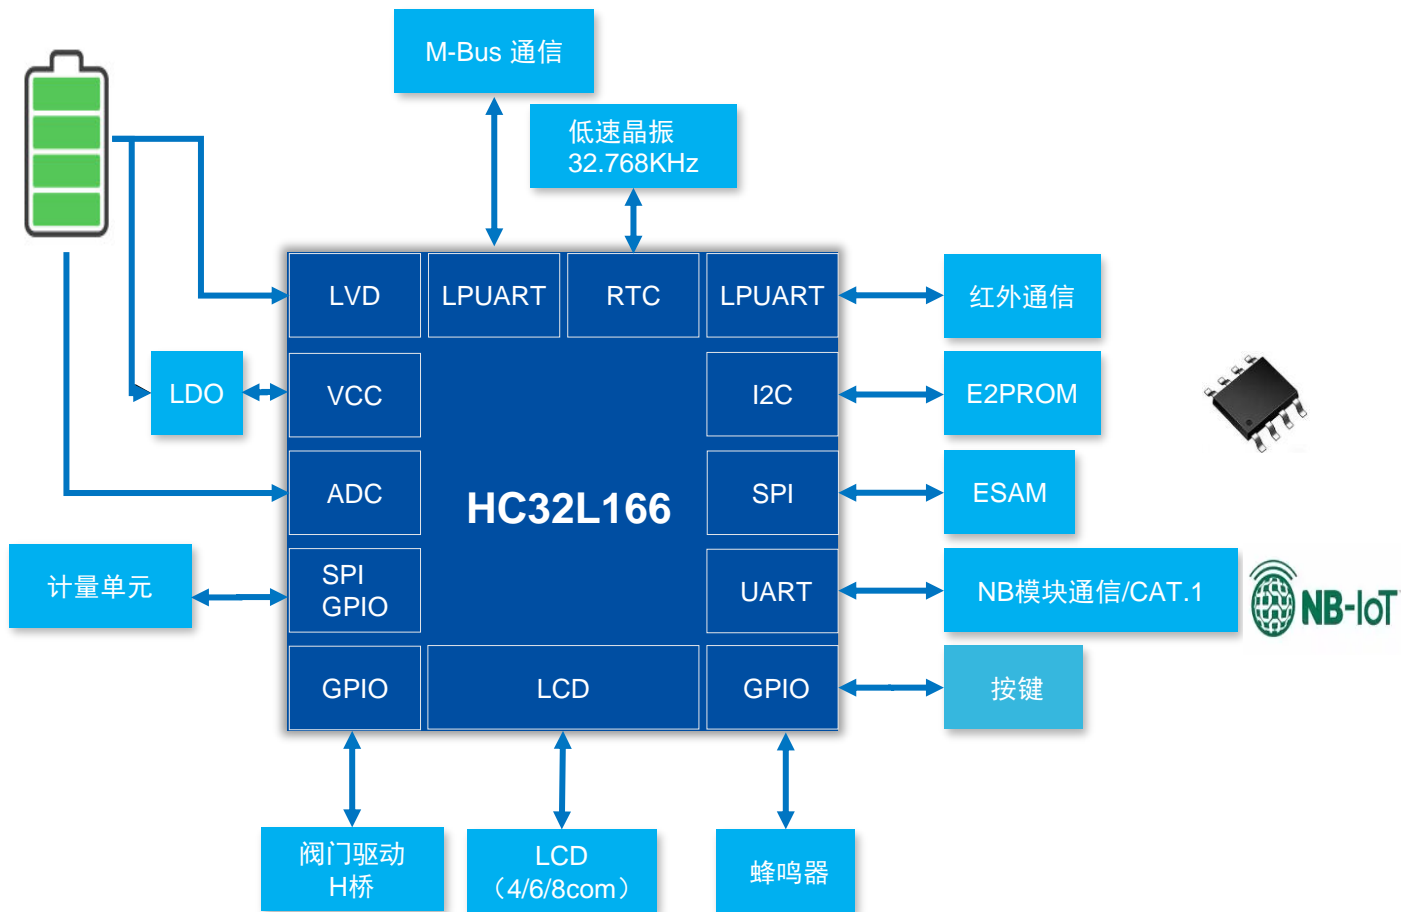 M-Bus 通信
低速晶振
32.768KHz
LVD
LPUART
RTC
LPUART
红外通信
LDO
VCC
I2C
E2PROM
ADC
HC32L166
SPI
ESAM
计量单元
SPI
GPIO
UART
NB模块通信/CAT.1
NB-IoT
GPIO
LCD
GPIO
按键
阀门驱动
H桥
LCD
（4/6/8com）
蜂鸣器